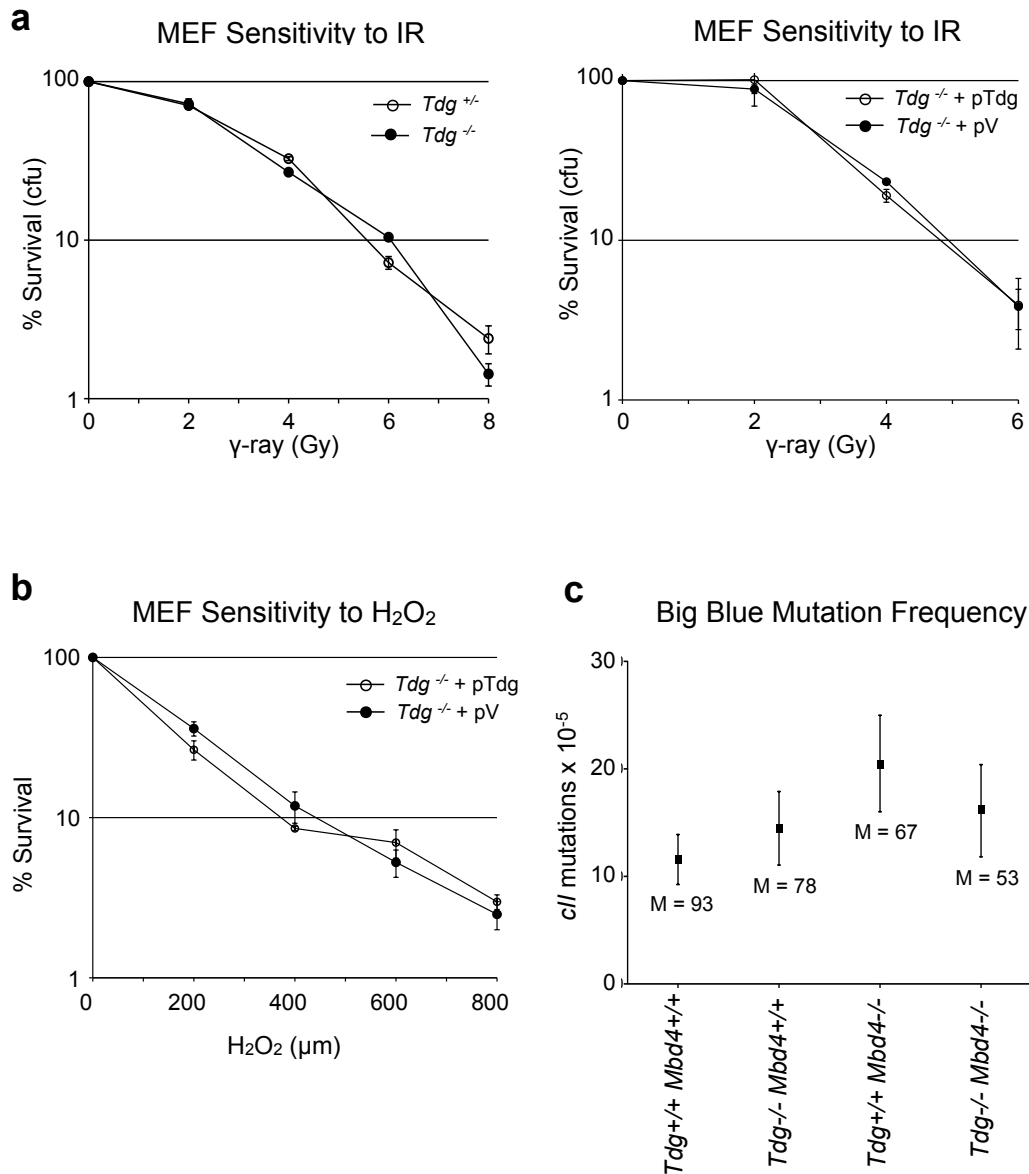 a
MEF Sensitivity to IR
100
10
1
% Survival (cfu)
Tdg +/-
Tdg -/-
0 2 4 6 8
γ-ray (Gy)
MEF Sensitivity to IR
100
10
1
% Survival (cfu)
Tdg -/- + pTdg
Tdg -/- + pV
0 2 4 6
γ-ray (Gy)
b
MEF Sensitivity to H₂O₂
100
10
1
% Survival
Tdg -/- + pTdg
Tdg -/- + pV
0 200 400 600 800
H₂O₂ (µm)
c
Big Blue Mutation Frequency
30
20
10
0
cII mutations x 10-5
M = 93
M = 78
M = 67
M = 53
Tdg+/+ Mbd4+/+
Tdg-/- Mbd4+/+
Tdg+/+ Mbd4-/-
Tdg-/- Mbd4-/-